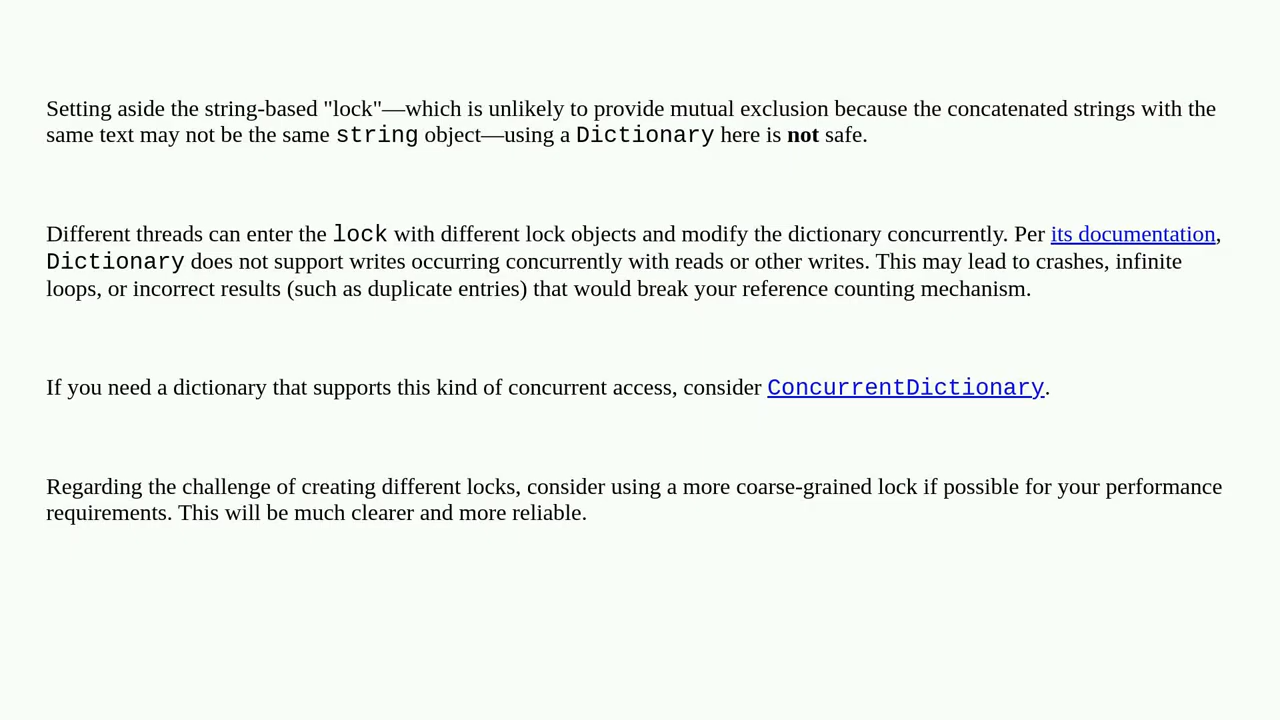 Setting aside the string-based "lock"—which is unlikely to provide mutual exclusion because the concatenated strings with the
same text may not be the same string object—using a Dictionary here is not safe.
Different threads can enter the lock with different lock objects and modify the dictionary concurrently. Per its documentation,
Dictionary does not support writes occurring concurrently with reads or other writes. This may lead to crashes, infinite
loops, or incorrect results (such as duplicate entries) that would break your reference counting mechanism.
If you need a dictionary that supports this kind of concurrent access, consider ConcurrentDictionary.
Regarding the challenge of creating different locks, consider using a more coarse-grained lock if possible for your performance
requirements. This will be much clearer and more reliable.